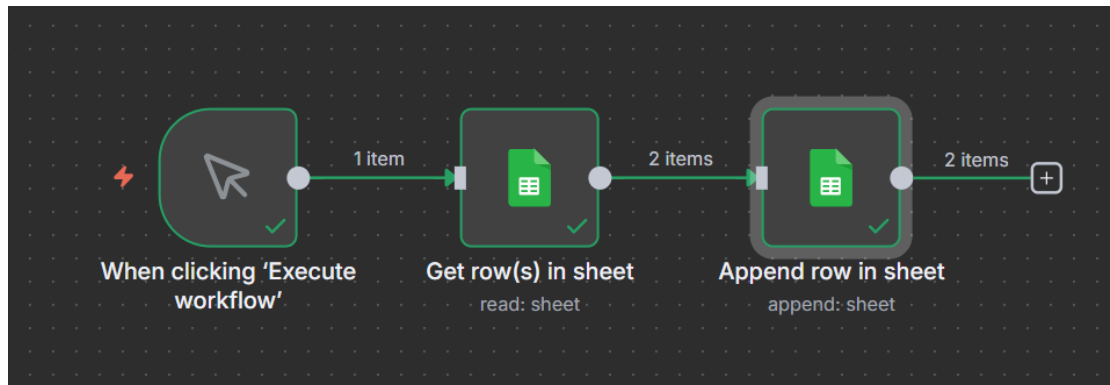 1 item
2 items
2 items
When clicking ‘Execute
workflow’
Get row(s) in sheet
read: sheet
Append row in sheet
append: sheet